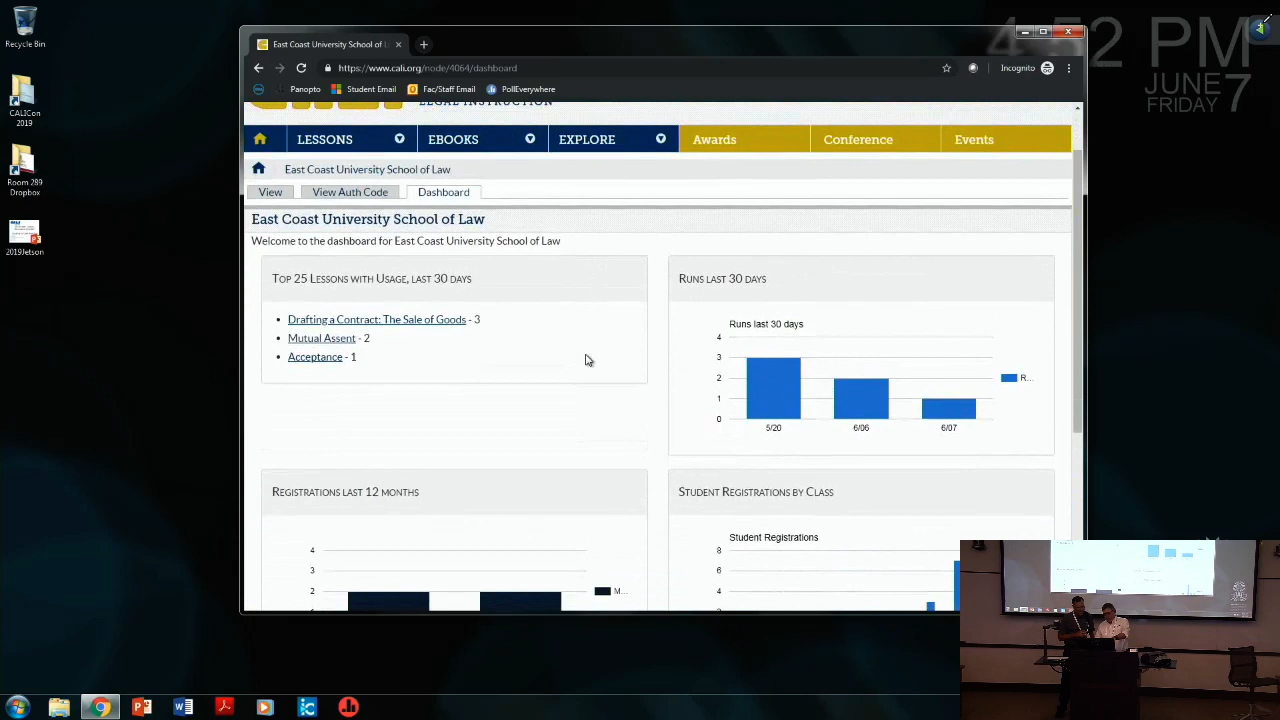 Recycle Bin
CALICon
2019
Room 289
Dropbox
2019Jetson
4:52 PM
JUNE 7
FRIDAY
East Coast University School of L
https://www.cali.org/node/4064/dashboard
Incognito
Panopto
Student Email
Fac/Staff Email
PollEverywhere
LEGAL INSTRUCTION
LESSONS
EBOOKS
EXPLORE
Awards
Conference
Events
East Coast University School of Law
View
View Auth Code
Dashboard
East Coast University School of Law
Welcome to the dashboard for East Coast University School of Law
Top 25 Lessons with Usage, last 30 days
Drafting a Contract: The Sale of Goods - 3
Mutual Assent - 2
Acceptance - 1
Runs last 30 days
Runs last 30 days
4
3
2
1
0
5/20
6/06
6/07
R...
Registrations last 12 months
4
3
2
M...
Student Registrations by Class
Student Registrations
8
6
4